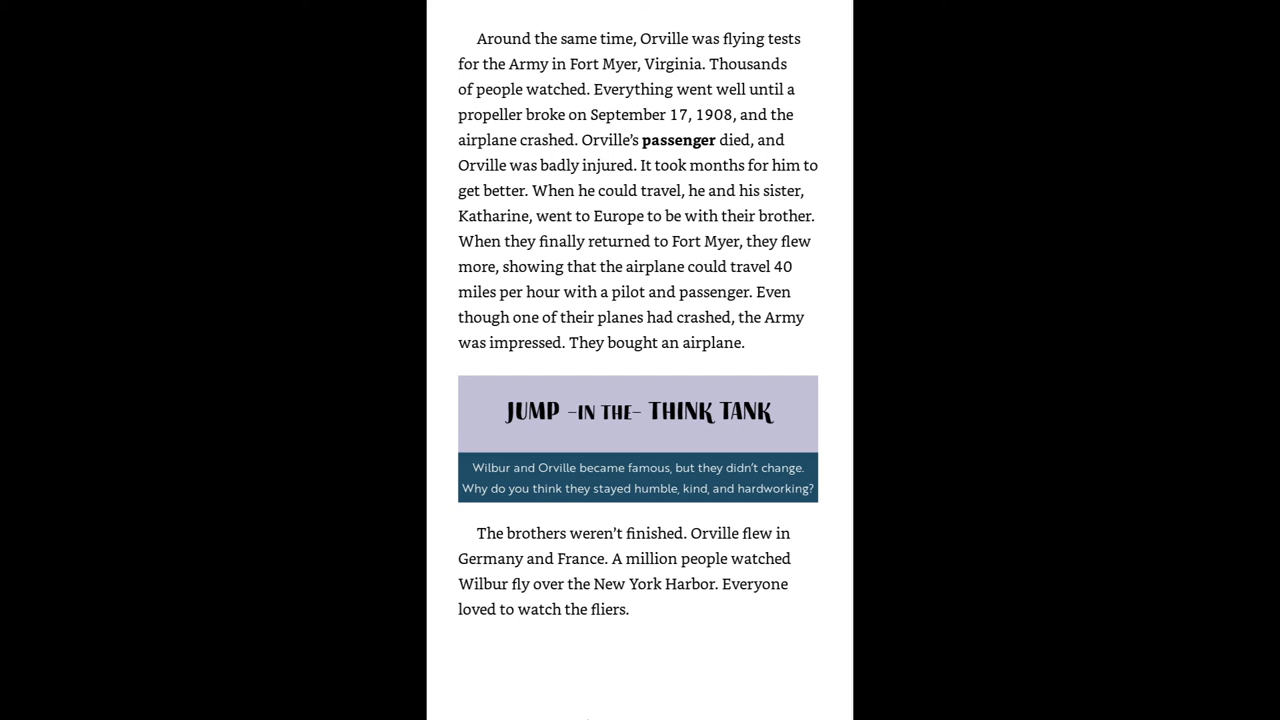 Around the same time, Orville was flying tests
for the Army in Fort Myer, Virginia. Thousands
of people watched. Everything went well until a
propeller broke on September 17, 1908, and the
airplane crashed. Orville’s passenger died, and
Orville was badly injured. It took months for him to
get better. When he could travel, he and his sister,
Katharine, went to Europe to be with their brother.
When they finally returned to Fort Myer, they flew
more, showing that the airplane could travel 40
miles per hour with a pilot and passenger. Even
though one of their planes had crashed, the Army
was impressed. They bought an airplane.
JUMP –IN THE– THINK TANK
Wilbur and Orville became famous, but they didn’t change.
Why do you think they stayed humble, kind, and hardworking?
The brothers weren’t finished. Orville flew in
Germany and France. A million people watched
Wilbur fly over the New York Harbor. Everyone
loved to watch the fliers.